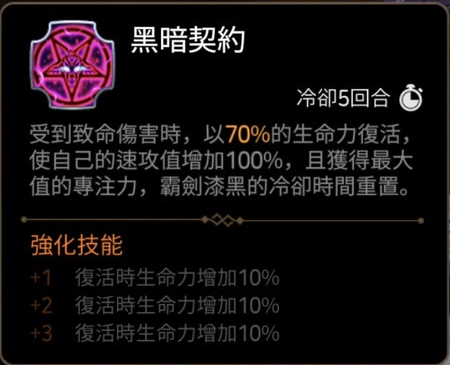 黑暗契約
冷卻5回合
受到致命傷害時，以70%的生命力復活，
使自己的速攻值增加100%，且獲得最大
值的專注力，霸劍漆黑的冷卻時間重置。
強化技能
+1 復活時生命力增加10%
+2 復活時生命力增加10%
+3 復活時生命力增加10%